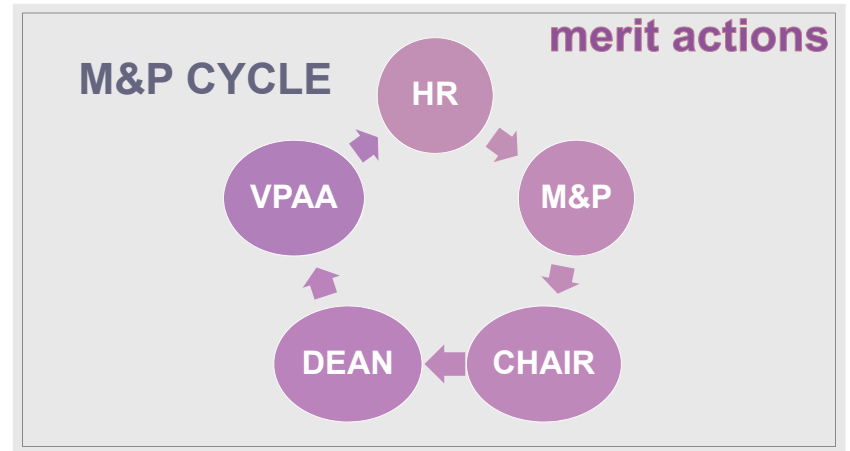 merit actions
M&P CYCLE
HR
M&P
CHAIR
DEAN
VPAA